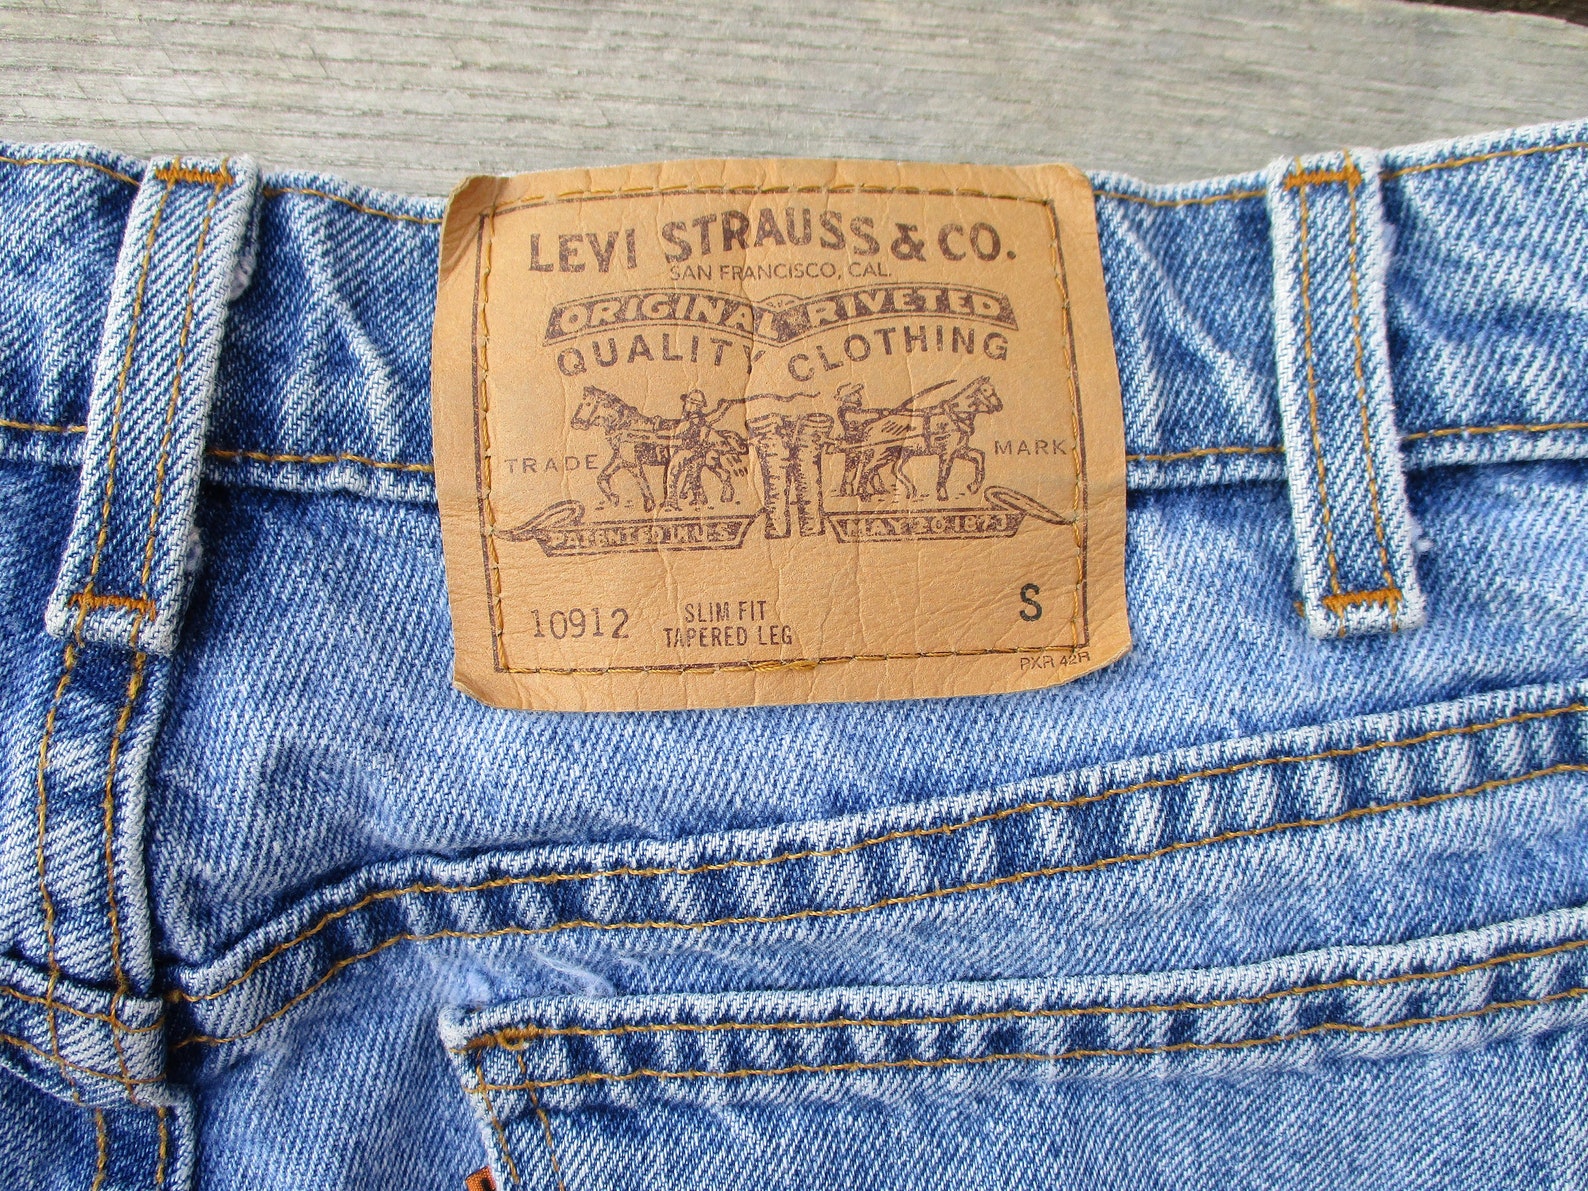 LEVI STRAUSS & CO.
SAN FRANCISCO, CAL.
ORIGINAL RIVETED
QUALITY CLOTHING
TRADE MARK
PATENTED IN U.S. MAY 20 1873
10912 SLIM FIT S
TAPERED LEG
PXR 42R